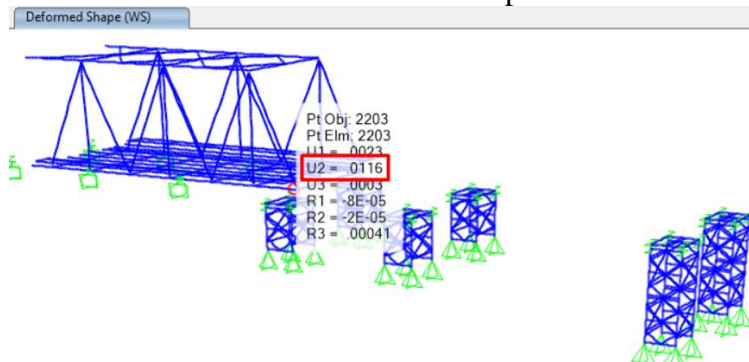 Deformed Shape (WS)
Pt Obj: 2203
Pt Elm: 2203
U1 = .0023
U2 = .0116
U3 = .0003
R1 = -8E-05
R2 = -2E-05
R3 = .00041